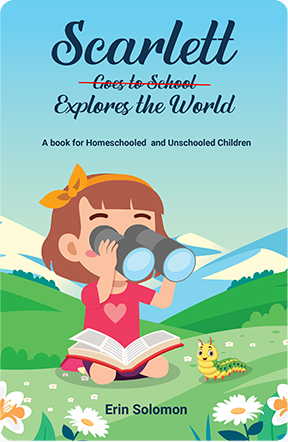 Scarlett
Goes to School
Explores the World
A book for Homeschooled and Unschooled Children
Erin Solomon